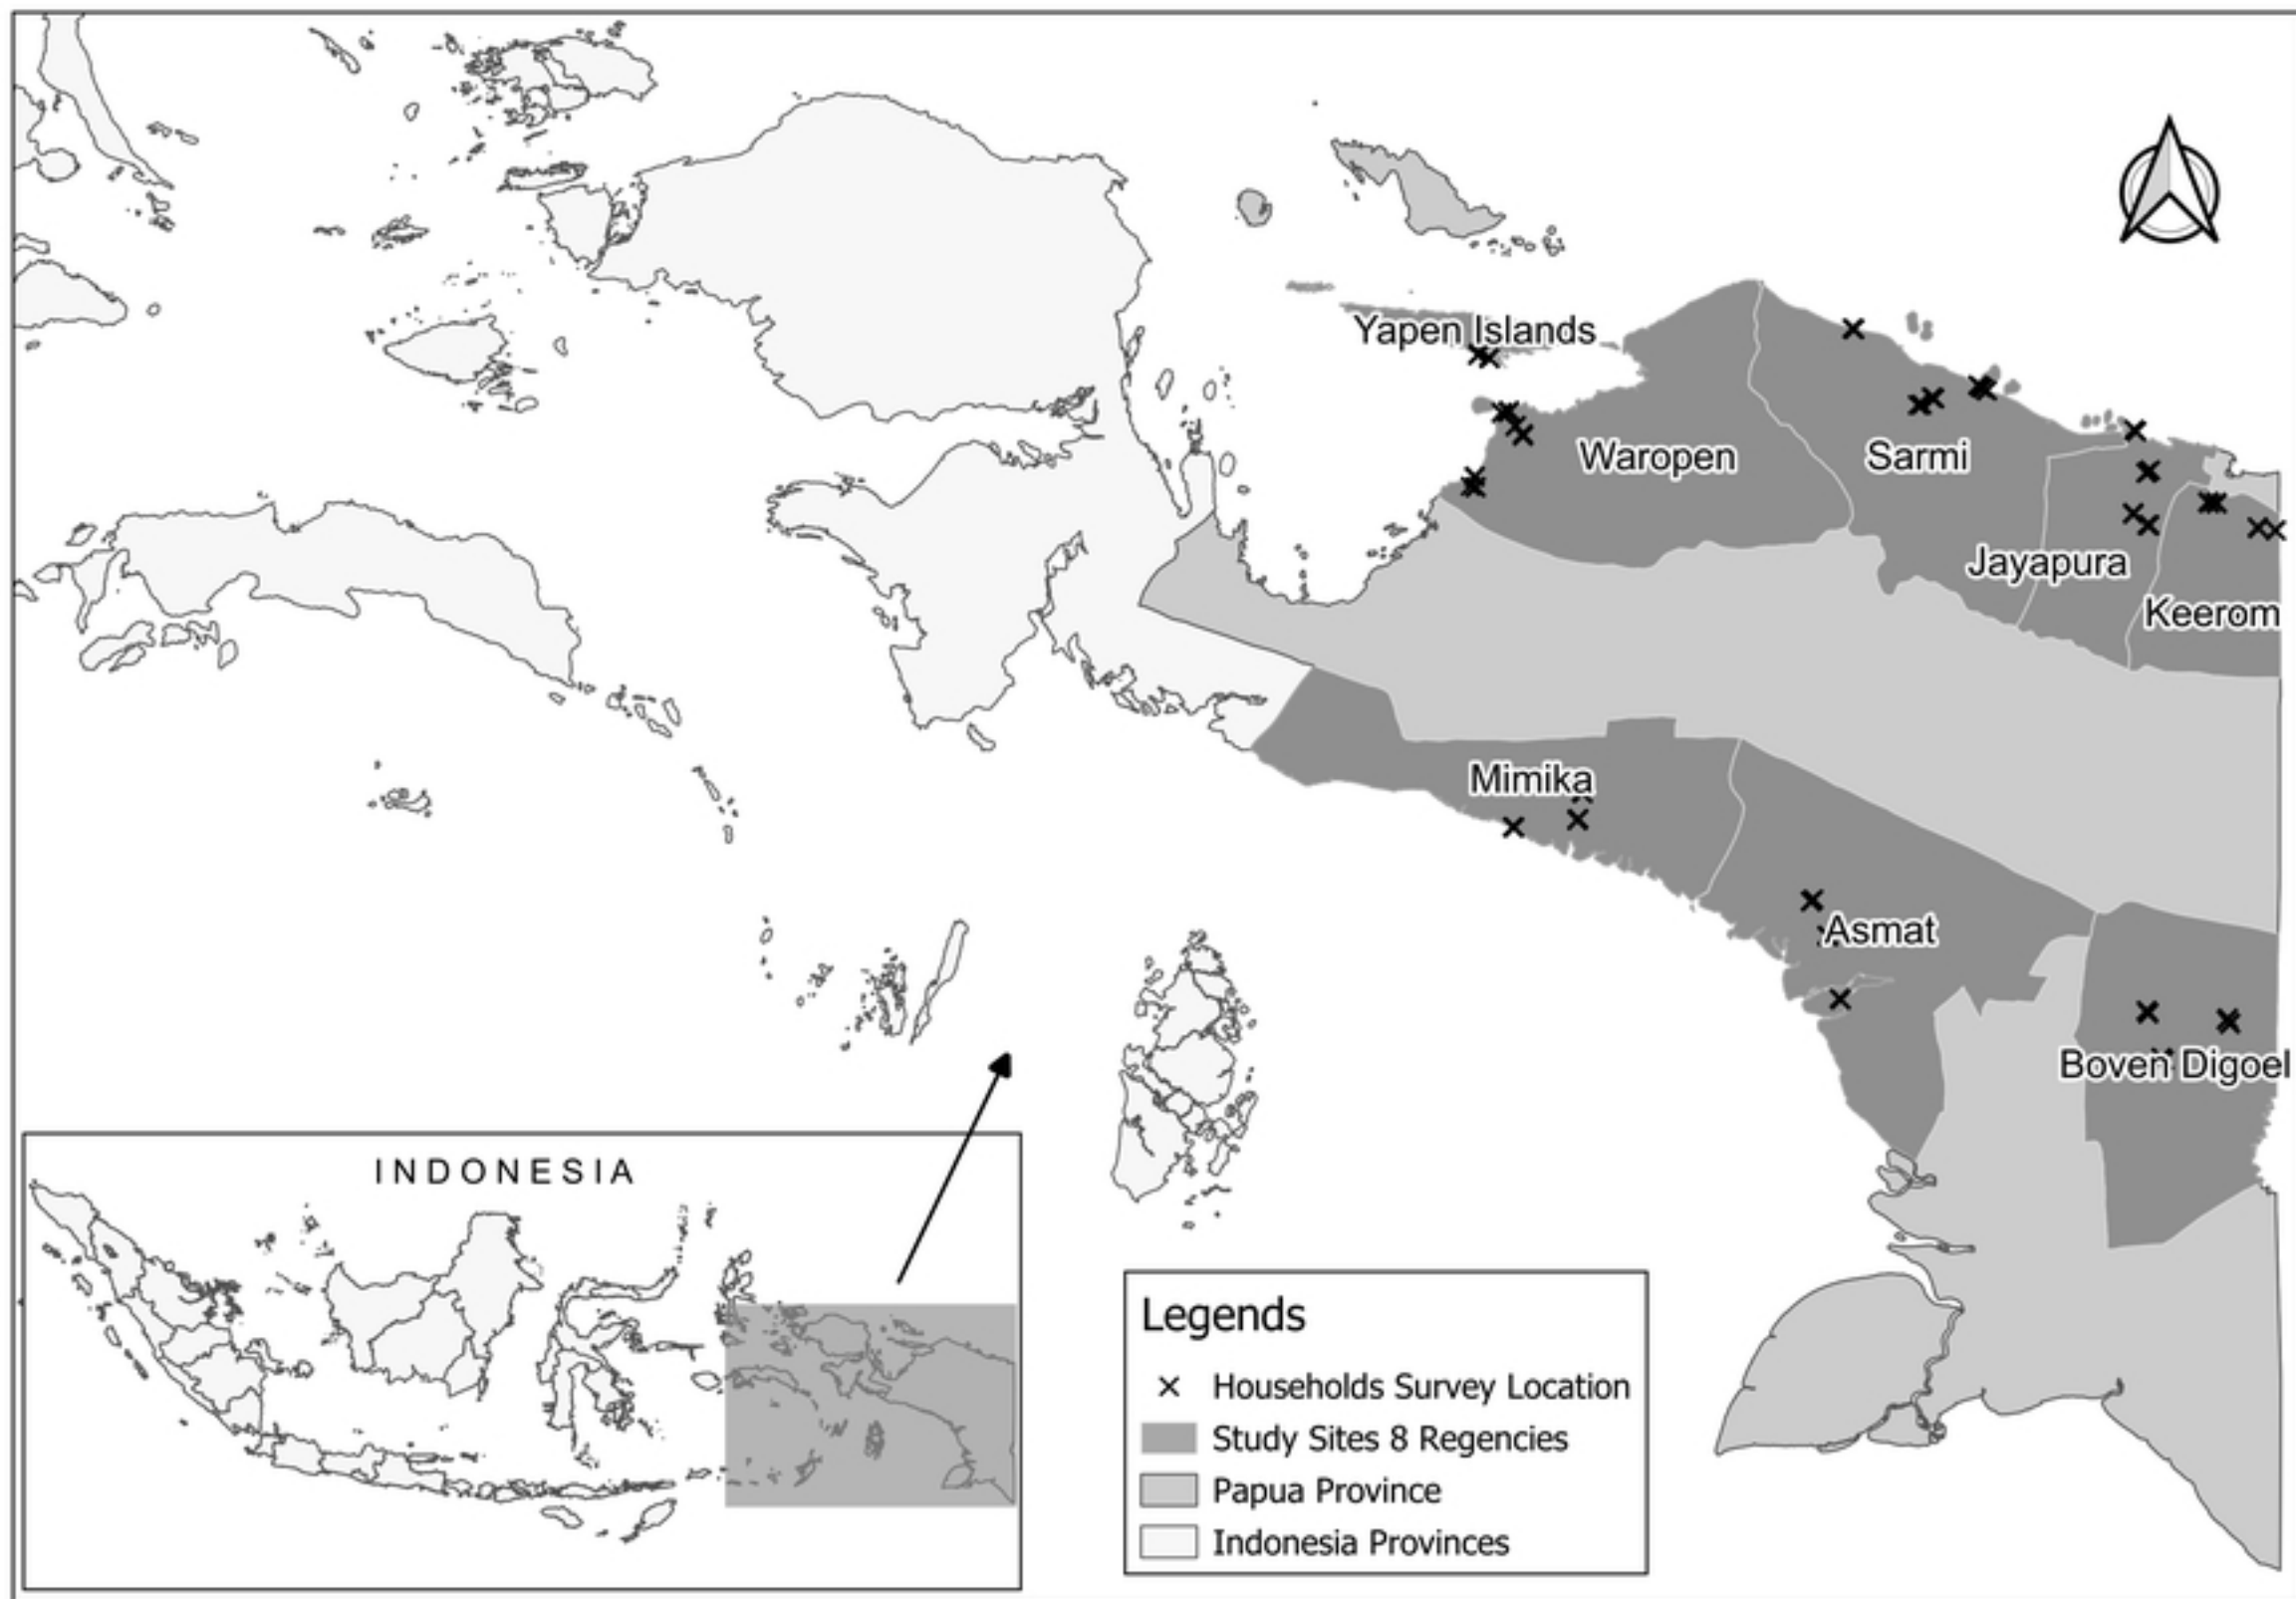 Yapen Islands
Waropen
Sarmi
Jayapura
Keerom
Mimika
Asmat
Boven Digoel
INDONESIA
Legends
Households Survey Location
Study Sites 8 Regencies
Papua Province
Indonesia Provinces